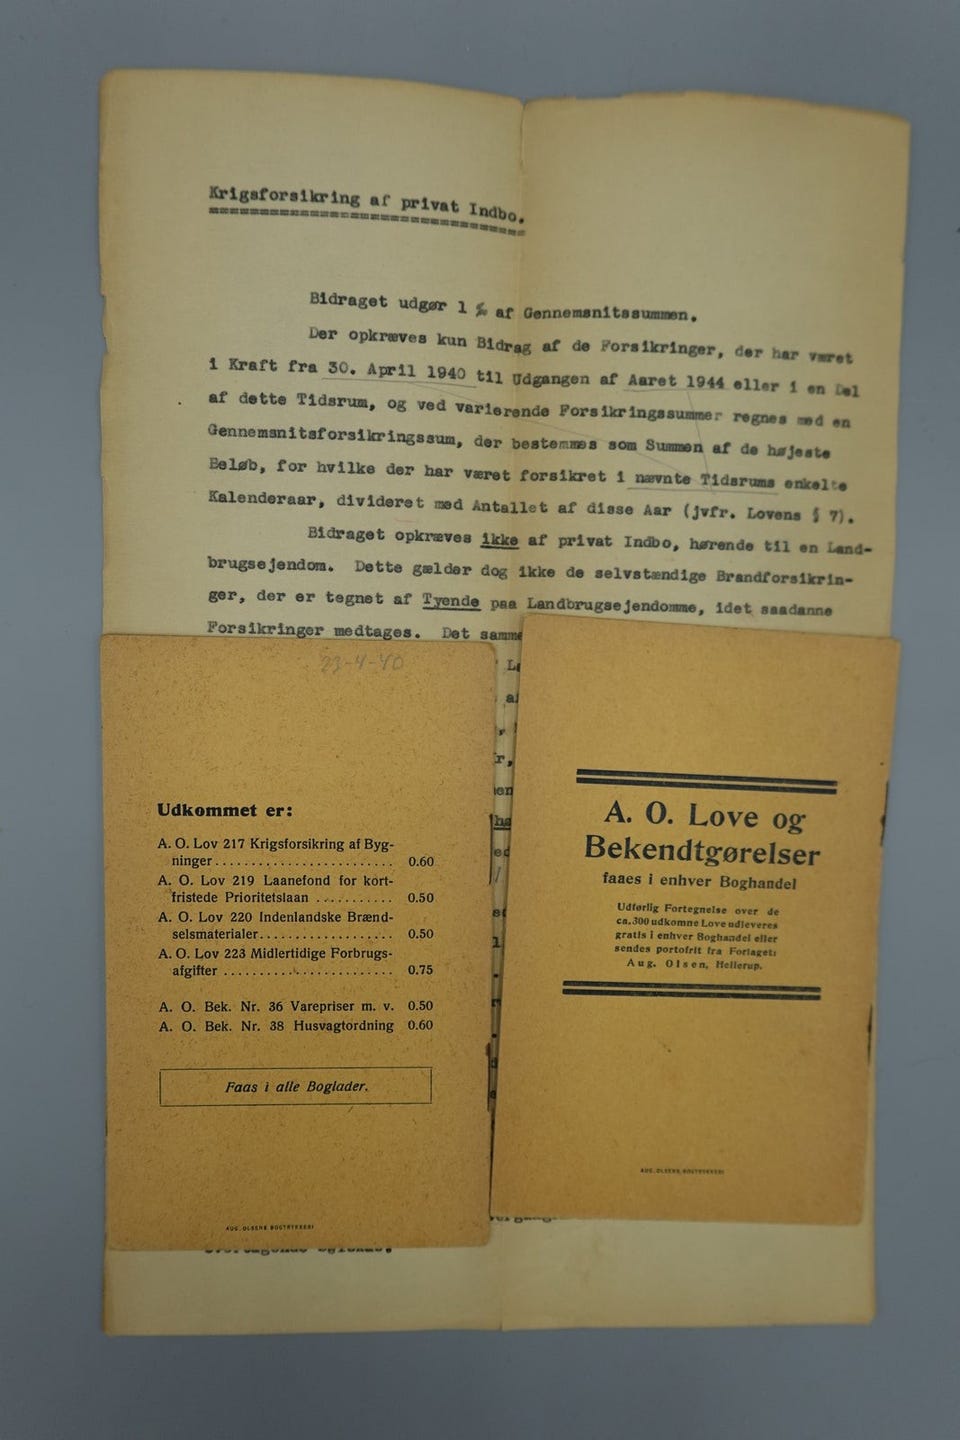 Krigsforsikring af privat Indbo.
Bidraget udgør 1 ‰ af Gennemsnitssummen.
Der opkræves kun Bidrag af de Forsikringer, der har været
i Kraft fra 30. April 1940 til Udgangen af Aaret 1944 eller i en Del
af dette Tidsrum, og ved varierende Forsikringssummer regnes med en
Gennemsnitsforsikringssum, der bestemmes som Summen af de højeste
Beløb, for hvilke der har været forsikret i nævnte Tidsrums enkelte
Kalenderaar, divideret med Antallet af disse Aar (jvfr. Lovens § 7).
Bidraget opkræves ikke af privat Indbo, hørende til en Land-
brugsejendom. Dette gælder dog ikke de selvstændige Brandforsikrin-
ger, der er tegnet af Tyende paa Landbrugsejendomme, idet saadanne
Forsikringer medtages. Det samme
23-4-40
Udkommet er:
A. O. Lov 217 Krigsforsikring af Byg-
ninger ........................ 0.60
A. O. Lov 219 Laanefond for kort-
fristede Prioritetslaan ........... 0.50
A. O. Lov 220 Indenlandske Brænd-
selsmaterialer.................. 0.50
A. O. Lov 223 Midlertidige Forbrugs-
afgifter ....................... 0.75
A. O. Bek. Nr. 36 Varepriser m. v. 0.50
A. O. Bek. Nr. 38 Husvagtordning 0.60
Faas i alle Boglader.
AUG. OLSENS BOGTRYKKERI
A. O. Love og
Bekendtgørelser
faaes i enhver Boghandel
Udførlig Fortegnelse over de
ca. 300 udkomne Love udleveres
gratis i enhver Boghandel eller
sendes portofrit fra Forlaget:
Aug. Olsen, Hellerup.
AUG. OLSENS BOGTRYKKERI